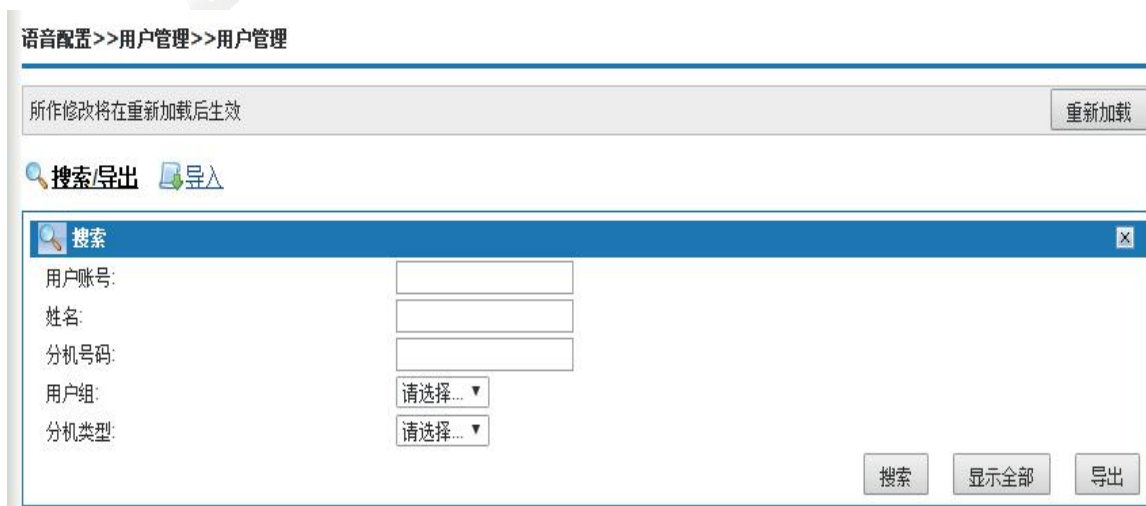 语音配置>>用户管理>>用户管理
所作修改将在重新加载后生效 重新加载
搜索/导出 导入
搜索
用户账号:
姓名:
分机号码:
用户组: 请选择...
分机类型: 请选择...
搜索 显示全部 导出